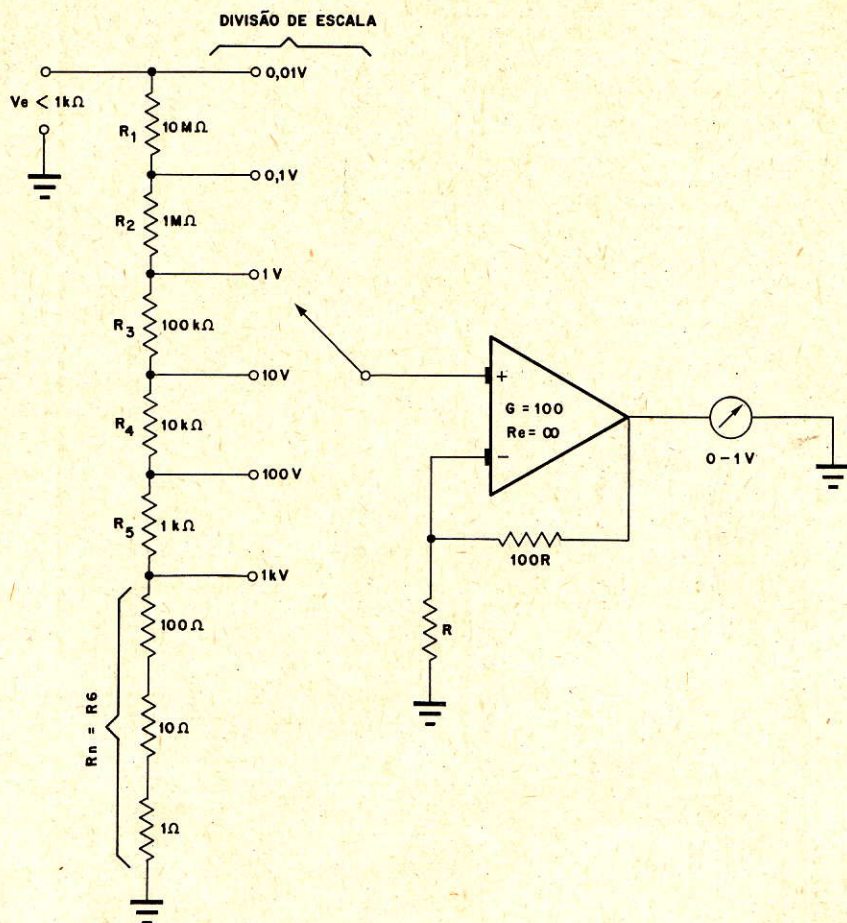 DIVISÃO DE ESCALA
0,01V
Ve < 1kΩ
R1
10MΩ
0,1V
R2
1MΩ
1V
R3
100kΩ
10V
R4
10kΩ
100V
R5
1kΩ
1kV
100Ω
Rn = R6
10Ω
1Ω
+
G = 100
Re = ∞
−
0-1V
100R
R